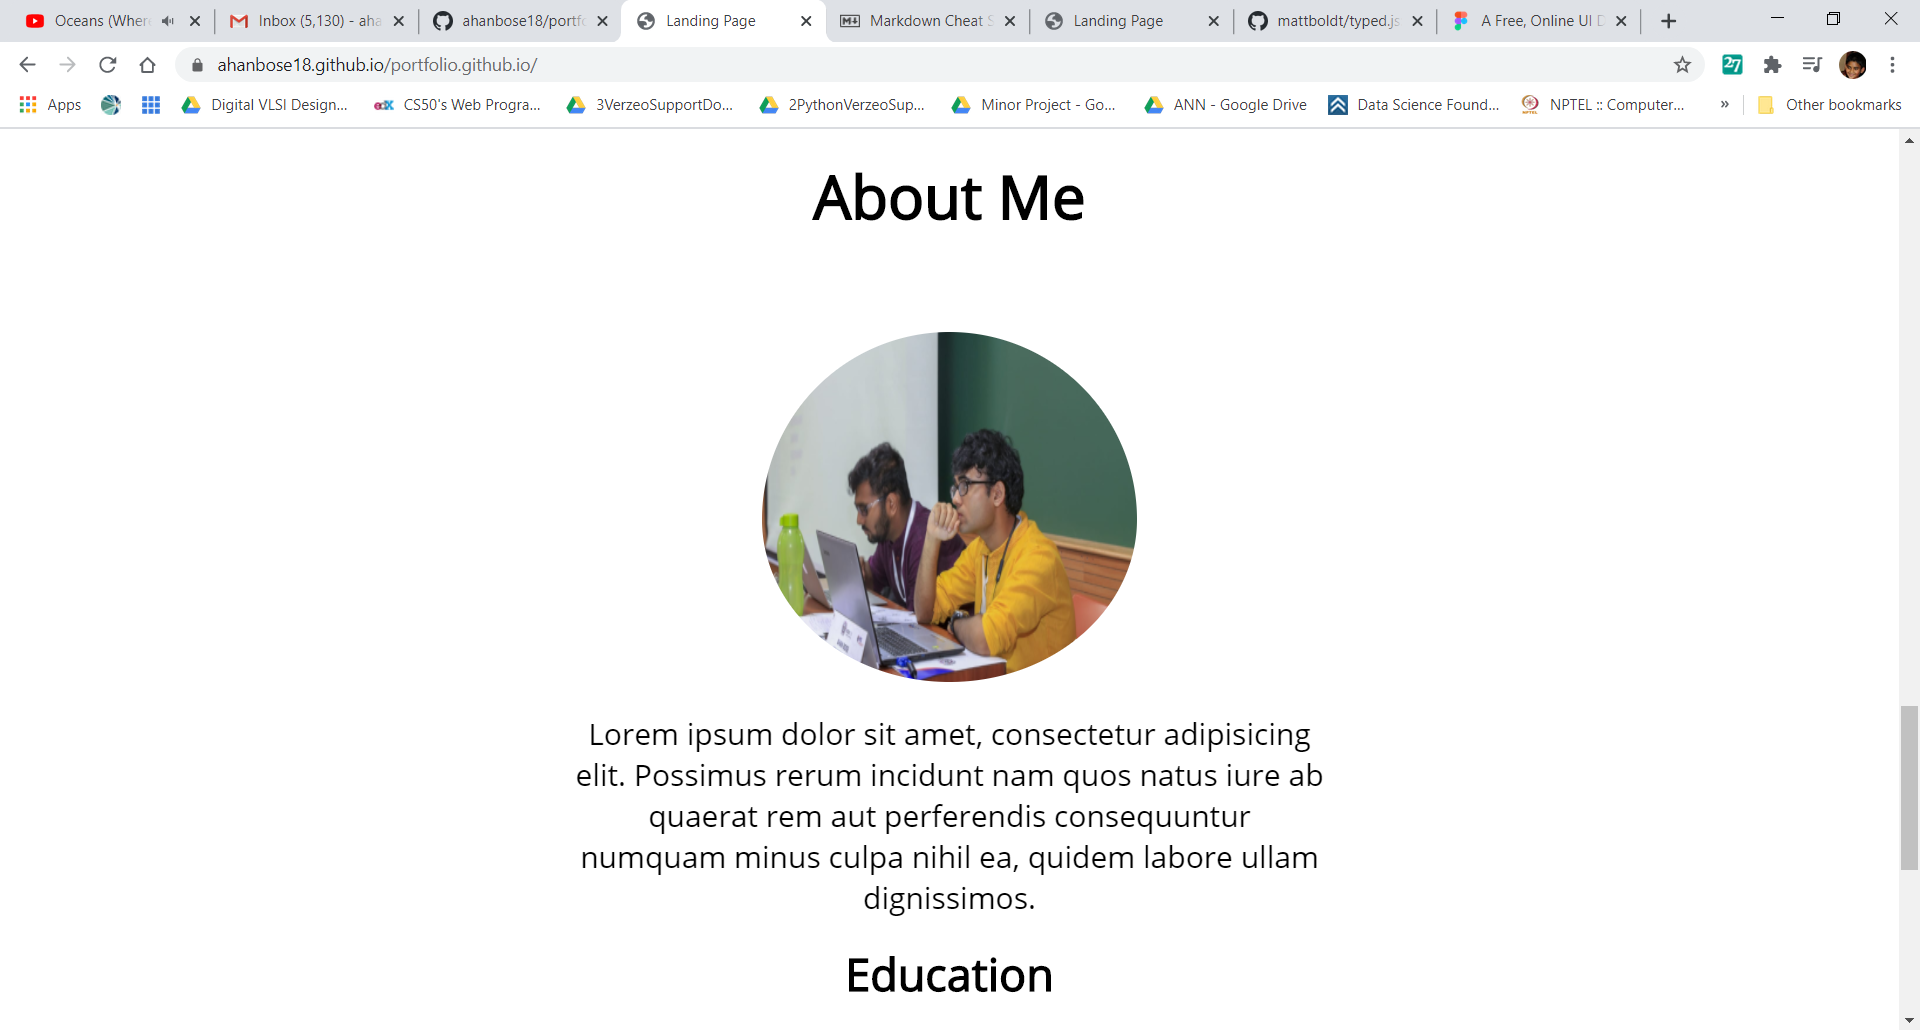 Oceans (Wher
Inbox (5,130) - aha
ahanbose18/portfo
Landing Page
Markdown Cheat S
Landing Page
mattboldt/typed.js
A Free, Online UI D
ahanbose18.github.io/portfolio.github.io/
27
Apps
Digital VLSI Design...
edX
CS50's Web Progra...
3VerzeoSupportDo...
2PythonVerzeoSup...
Minor Project - Go...
ANN - Google Drive
Data Science Found...
NPTEL :: Computer...
»
Other bookmarks
About Me
Lorem ipsum dolor sit amet, consectetur adipisicing
elit. Possimus rerum incidunt nam quos natus iure ab
quaerat rem aut perferendis consequuntur
numquam minus culpa nihil ea, quidem labore ullam
dignissimos.
Education